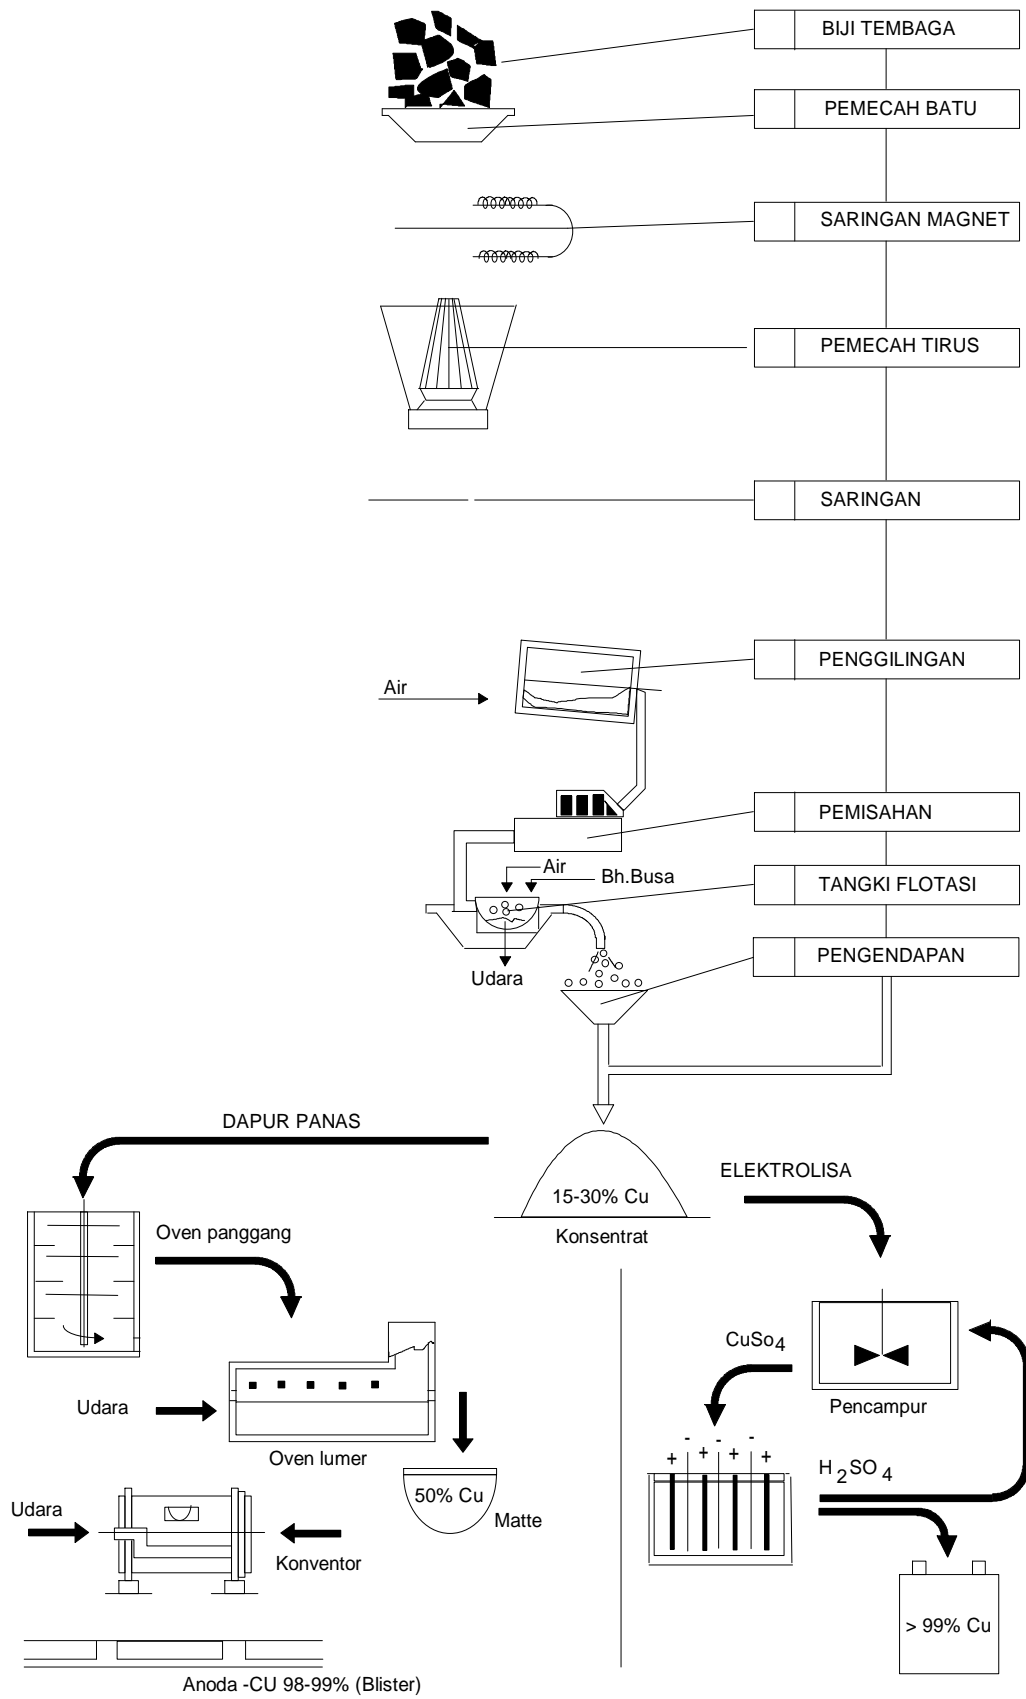 BIJI TEMBAGA
PEMECAH BATU
SARINGAN MAGNET
PEMECAH TIRUS
SARINGAN
PENGGILINGAN
Air
PEMISAHAN
Air
Bh.Busa
TANGKI FLOTASI
PENGENDAPAN
Udara
DAPUR PANAS
ELEKTROLISA
15-30% Cu
Konsentrat
Oven panggang
Udara
Oven lumer
50% Cu
Matte
Udara
Konventor
Anoda -CU 98-99% (Blister)
CuSo4
Pencampur
- - -
+ + + +
H2SO4
> 99% Cu